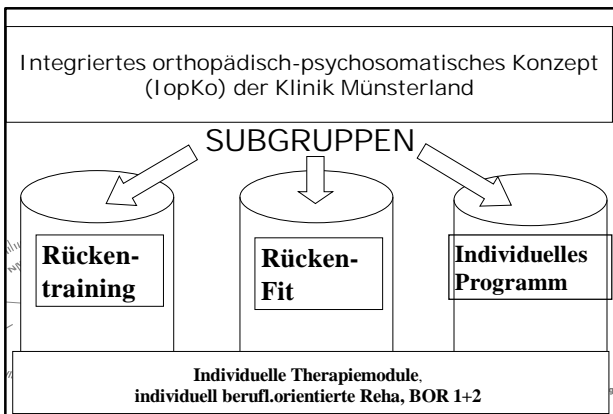 Integriertes orthopädisch-psychosomatisches Konzept
(IopKo) der Klinik Münsterland
SUBGRUPPEN
Rücken-
training
Rücken-
Fit
Individuelles
Programm
Individuelle Therapiemodule,
individuell berufl.orientierte Reha, BOR 1+2